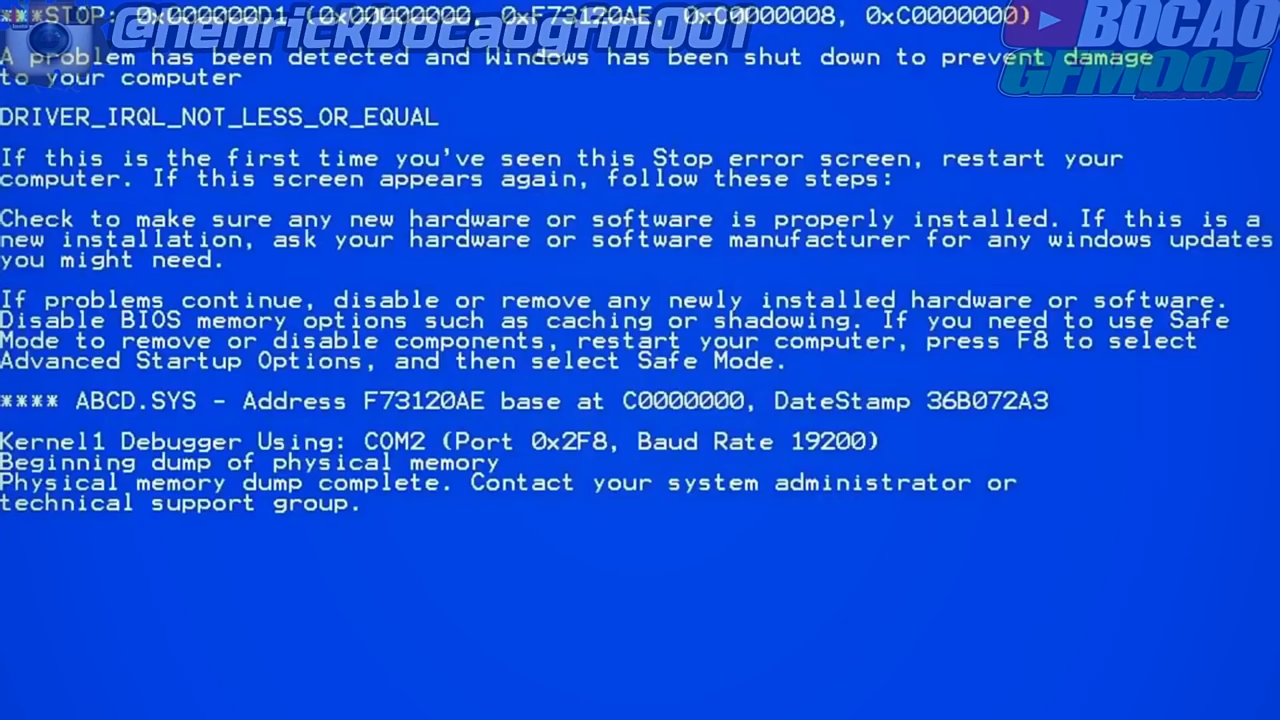 ***STOP: 0x000000D1 (0x00000000, 0xF73120AE, 0xC0000008, 0xC0000000)
@henrickbocaogfm001
BOCAO
GFM001
A problem has been detected and Windows has been shut down to prevent damage
to your computer
DRIVER_IRQL_NOT_LESS_OR_EQUAL
If this is the first time you've seen this Stop error screen, restart your
computer. If this screen appears again, follow these steps:
Check to make sure any new hardware or software is properly installed. If this is a
new installation, ask your hardware or software manufacturer for any windows updates
you might need.
If problems continue, disable or remove any newly installed hardware or software.
Disable BIOS memory options such as caching or shadowing. If you need to use Safe
Mode to remove or disable components, restart your computer, press F8 to select
Advanced Startup Options, and then select Safe Mode.
**** ABCD.SYS - Address F73120AE base at C0000000, DateStamp 36B072A3
Kernel1 Debugger Using: COM2 (Port 0x2F8, Baud Rate 19200)
Beginning dump of physical memory
Physical memory dump complete. Contact your system administrator or
technical support group.